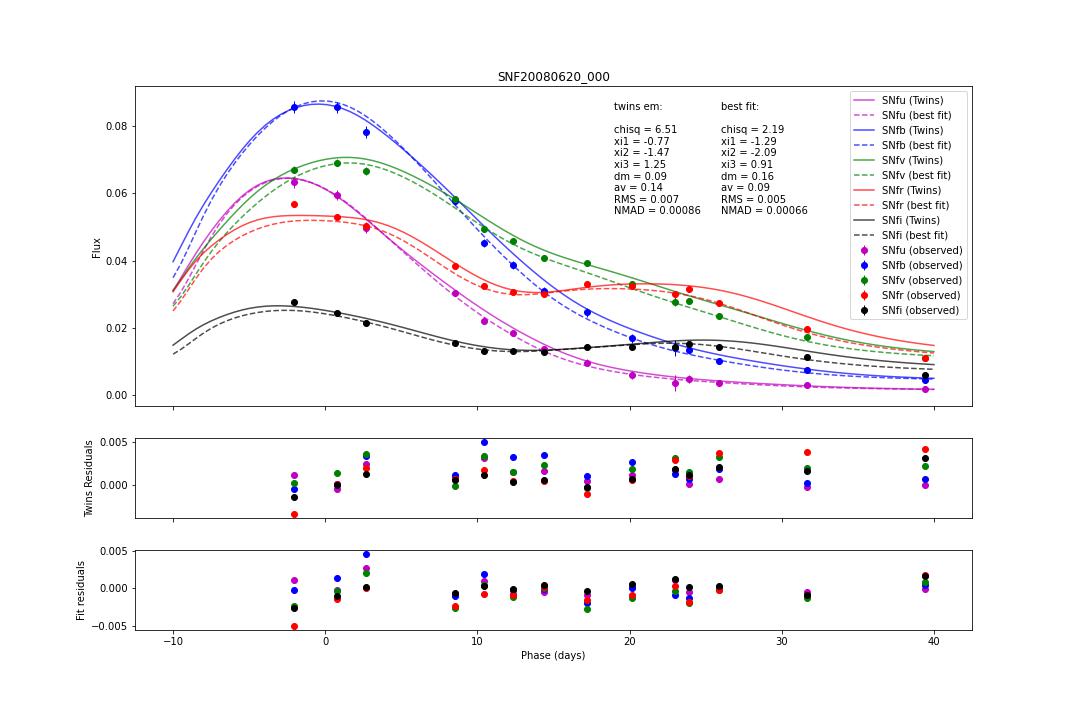 SNF20080620_000
twins em:
chisq = 6.51
xi1 = -0.77
xi2 = -1.47
xi3 = 1.25
dm = 0.09
av = 0.14
RMS = 0.007
NMAD = 0.00086
best fit:
chisq = 2.19
xi1 = -1.29
xi2 = -2.09
xi3 = 0.91
dm = 0.16
av = 0.09
RMS = 0.005
NMAD = 0.00066
SNfu (Twins)
SNfu (best fit)
SNfb (Twins)
SNfb (best fit)
SNfv (Twins)
SNfv (best fit)
SNfr (Twins)
SNfr (best fit)
SNfi (Twins)
SNfi (best fit)
SNfu (observed)
SNfb (observed)
SNfv (observed)
SNfr (observed)
SNfi (observed)
Flux
0.08
0.06
0.04
0.02
0.00
Twins Residuals
0.005
0.000
Fit residuals
0.005
0.000
−0.005
−10
0
10
20
30
40
Phase (days)